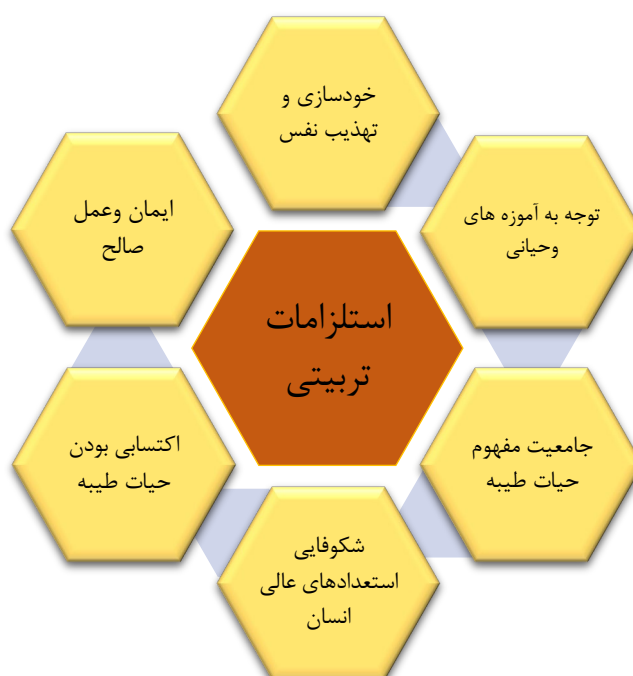 خودسازی و
تهذیب نفس
توجه به آموزه های
وحیانی
جامعیت مفهوم
حیات طیبه
شکوفایی
استعدادهای عالی
انسان
اکتسابی بودن
حیات طیبه
ایمان وعمل
صالح
استلزامات
تربیتی